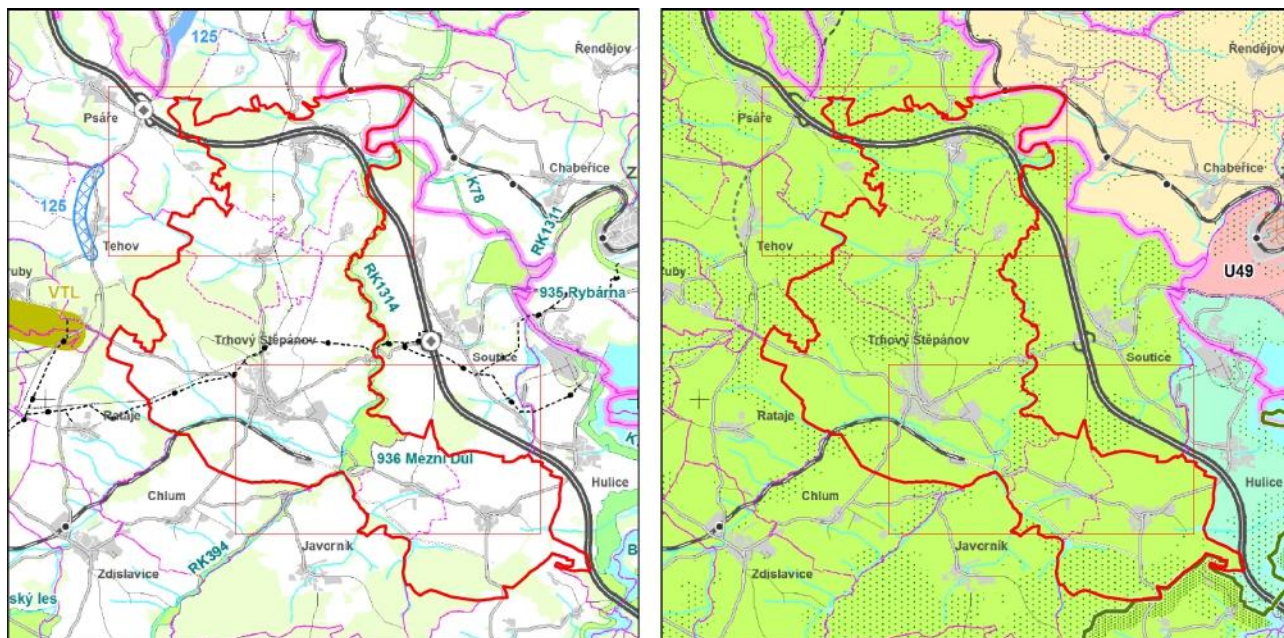 125
Řendějov
Psáře
Chabeřice
K78
125
RK1311
Tehov
ruby
VTL
RK1314
935 Rybárna
Trhový Štěpánov
Soutice
Rataje
936 Mezní Důl
Chlum
Hulice
RK394
Javorník
Zdislavice
ský les
Řendějov
Psáře
Chabeřice
Tehov
U49
ruby
Trhový Štěpánov
Soutice
Rataje
Chlum
Hulice
Javorník
Zdislavice